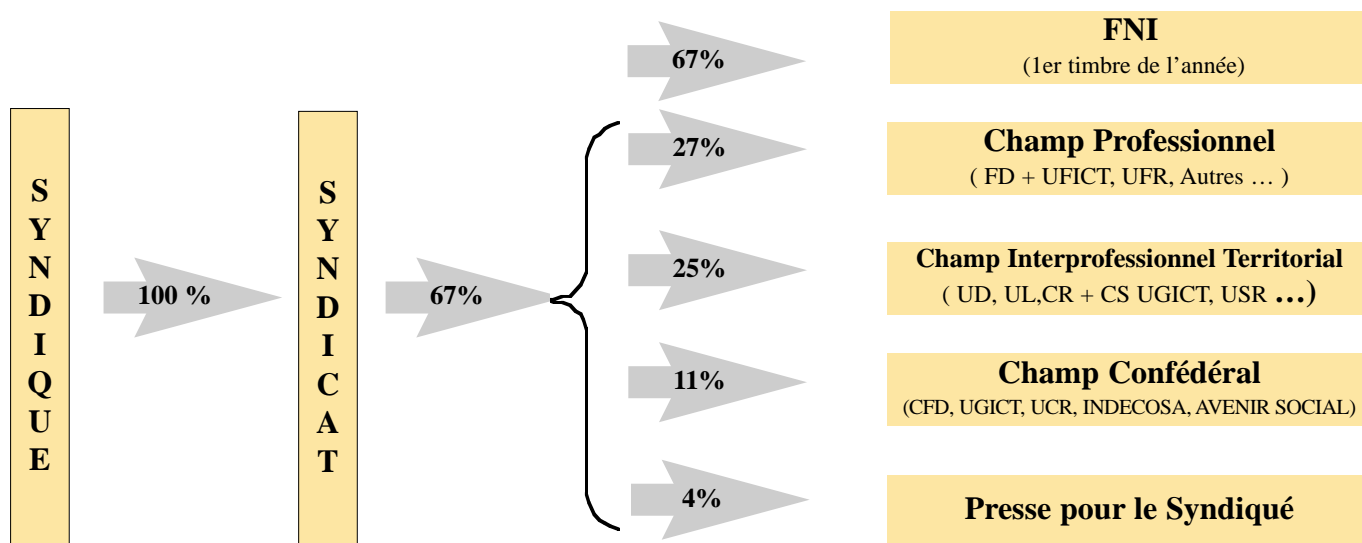 SYNDIQUE
100 %
SYNDICAT
67%
67%
FNI
(1er timbre de l’année)
27%
Champ Professionnel
( FD + UFICT, UFR, Autres … )
25%
Champ Interprofessionnel Territorial
( UD, UL,CR + CS UGICT, USR …)
11%
Champ Confédéral
(CFD, UGICT, UCR, INDECOSA, AVENIR SOCIAL)
4%
Presse pour le Syndiqué